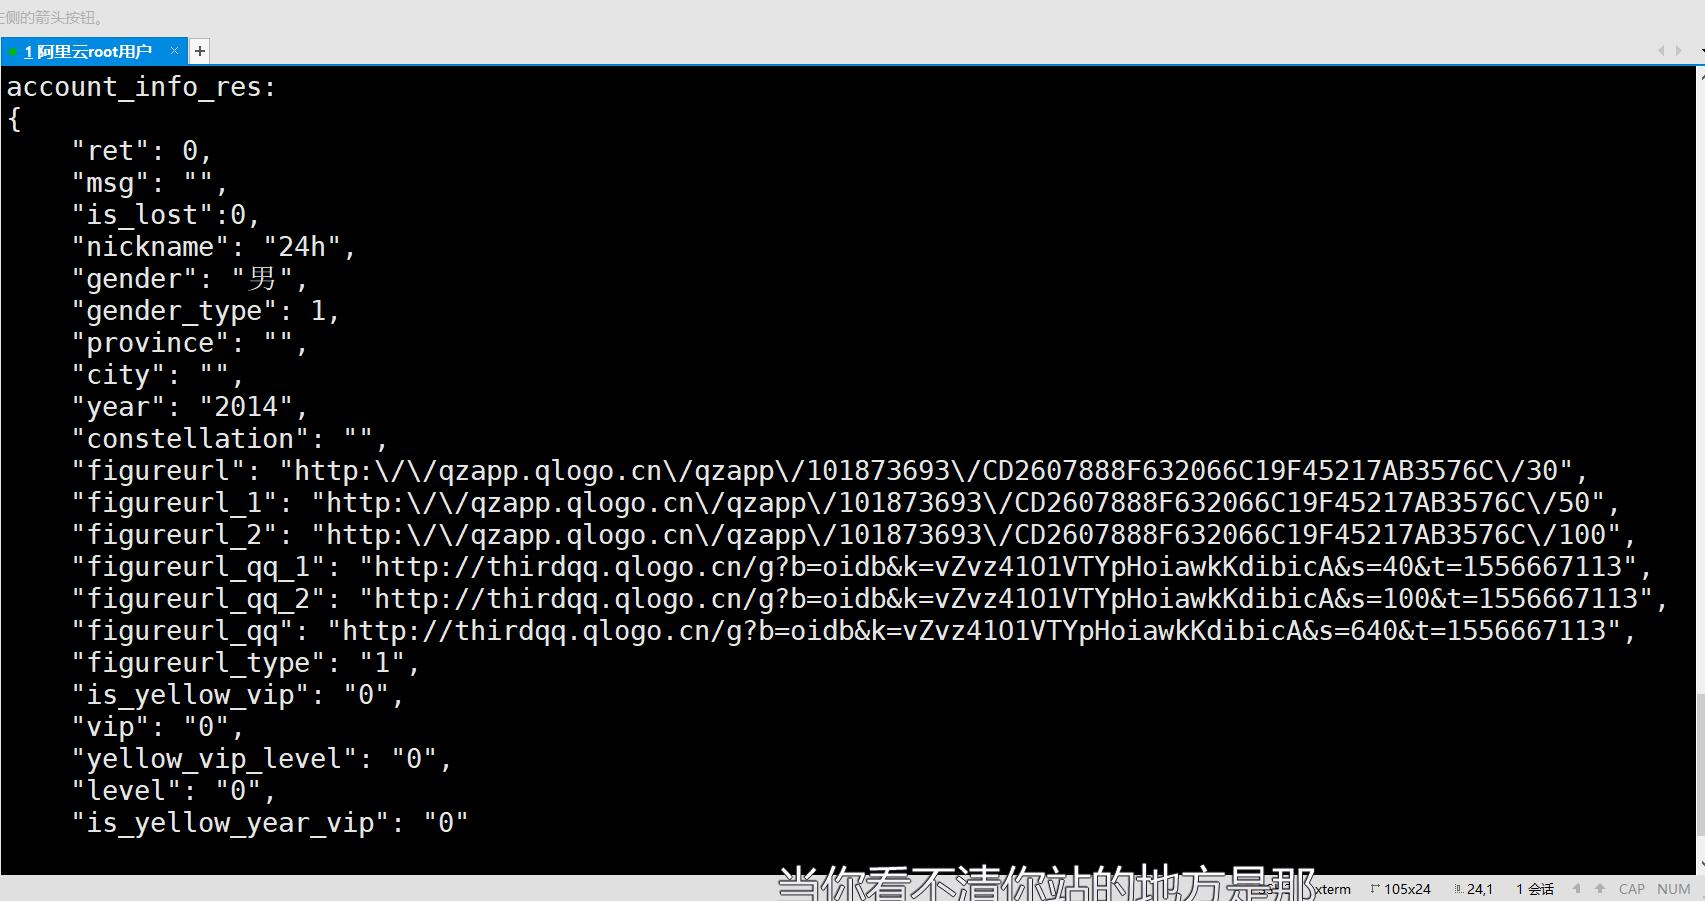 左侧的箭头按钮。
1 阿里云root用户 × +
account_info_res:
{
"ret": 0,
"msg": "",
"is_lost":0,
"nickname": "24h",
"gender": "男",
"gender_type": 1,
"province": "",
"city": "",
"year": "2014",
"constellation": "",
"figureurl": "http:\/\/qzapp.qlogo.cn\/qzapp\/101873693\/CD2607888F632066C19F45217AB3576C\/30",
"figureurl_1": "http:\/\/qzapp.qlogo.cn\/qzapp\/101873693\/CD2607888F632066C19F45217AB3576C\/50",
"figureurl_2": "http:\/\/qzapp.qlogo.cn\/qzapp\/101873693\/CD2607888F632066C19F45217AB3576C\/100",
"figureurl_qq_1": "http://thirdqq.qlogo.cn/g?b=oidb&k=vZvz41O1VTYpHoiawkKdibicA&s=40&t=1556667113",
"figureurl_qq_2": "http://thirdqq.qlogo.cn/g?b=oidb&k=vZvz41O1VTYpHoiawkKdibicA&s=100&t=1556667113",
"figureurl_qq": "http://thirdqq.qlogo.cn/g?b=oidb&k=vZvz41O1VTYpHoiawkKdibicA&s=640&t=1556667113",
"figureurl_type": "1",
"is_yellow_vip": "0",
"vip": "0",
"yellow_vip_level": "0",
"level": "0",
"is_yellow_year_vip": "0"
当你看不清你站的地方是那
xterm 105x24 24,1 1 会话 CAP NUM